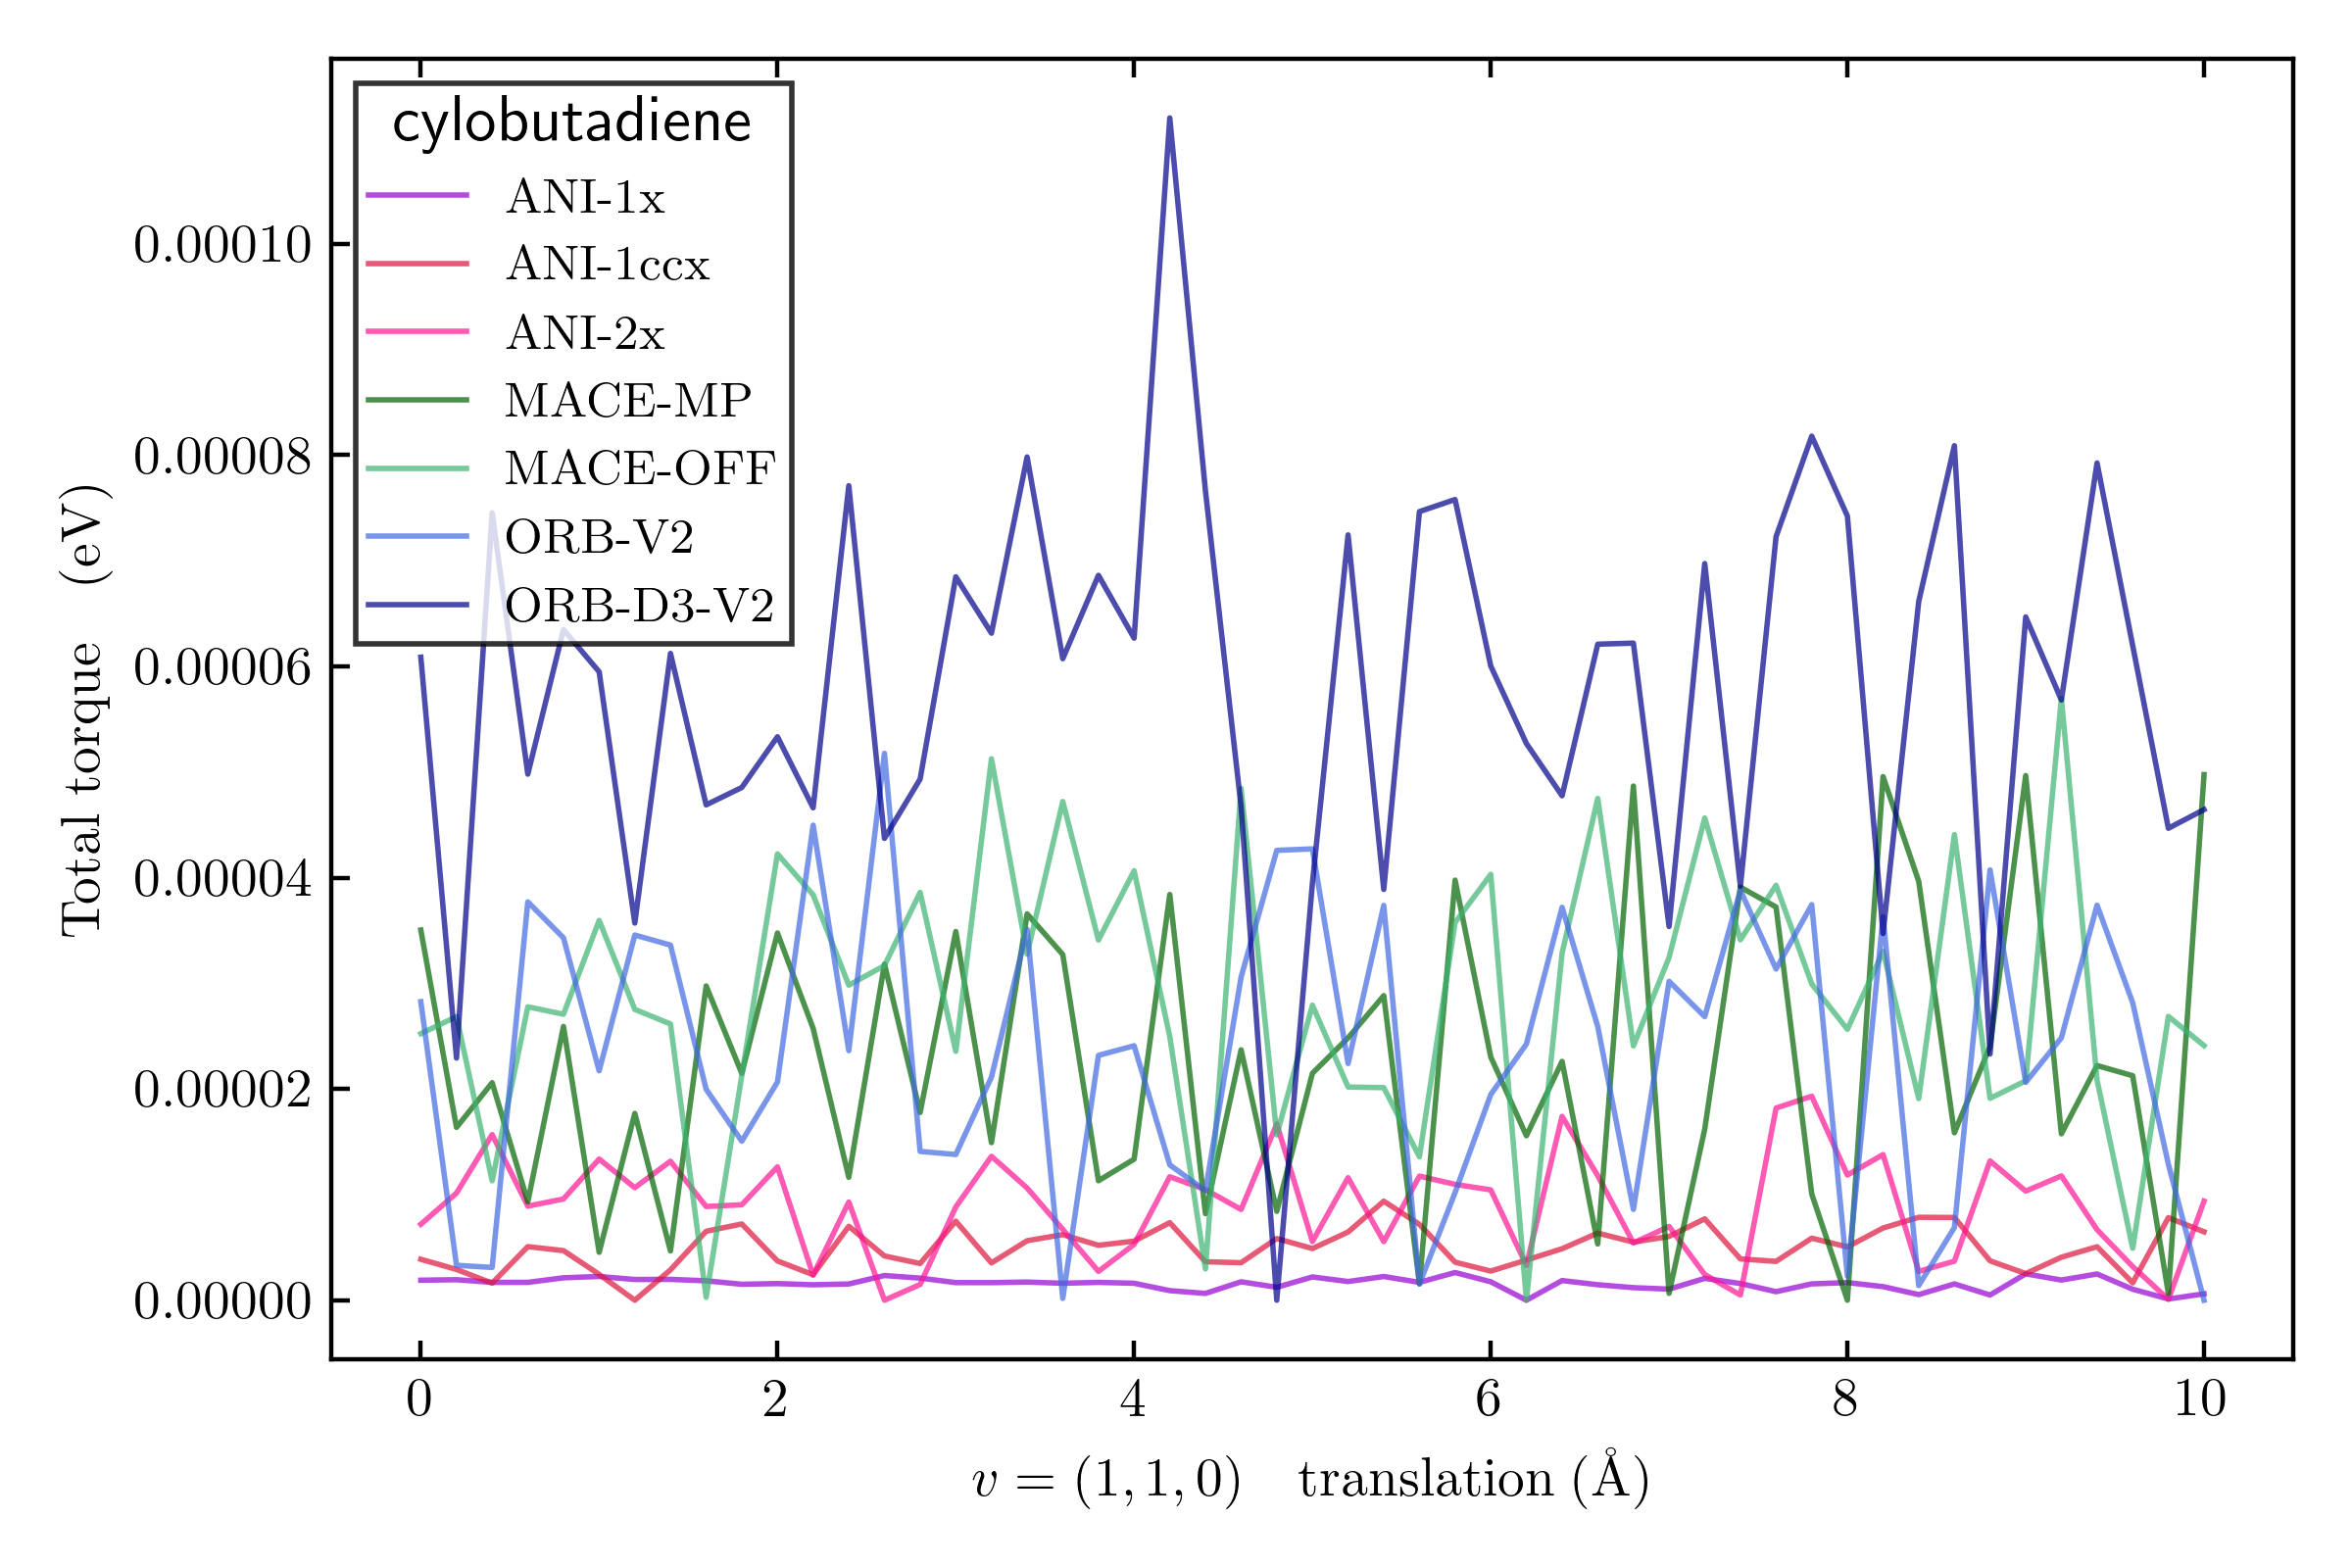 cylobutadiene
ANI-1x
ANI-1ccx
ANI-2x
MACE-MP
MACE-OFF
ORB-V2
ORB-D3-V2
Total torque (eV)
0.00010
0.00008
0.00006
0.00004
0.00002
0.00000
0 2 4 6 8 10
v = (1, 1, 0) translation (Å)